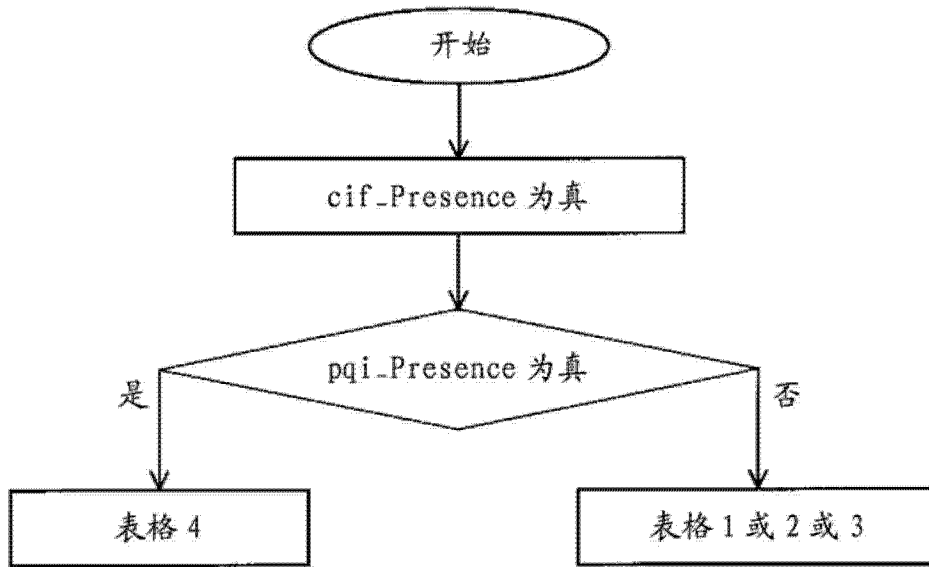 开始
cif_Presence 为真
pqi_Presence 为真
是
否
表格 4
表格 1 或 2 或 3